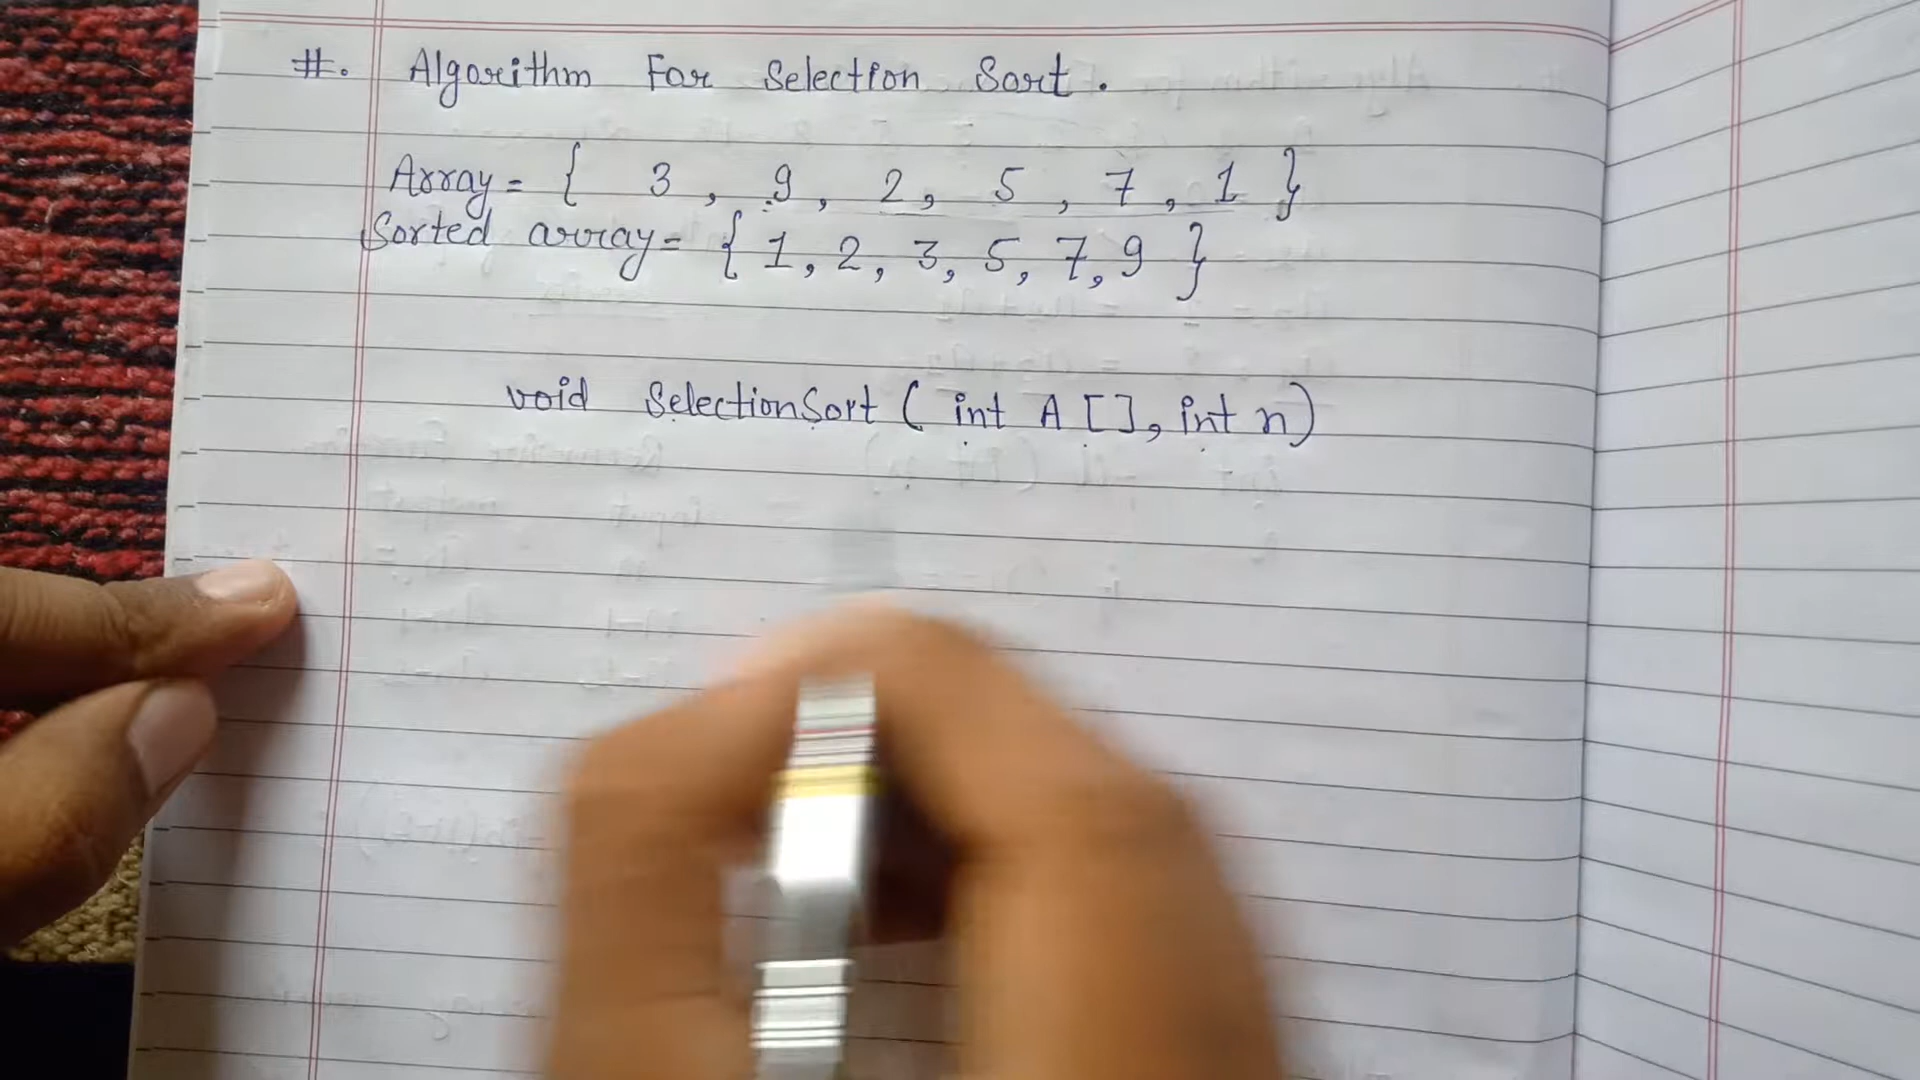 #. Algorithm For Selection Sort.
Array = { 3, 9, 2, 5, 7, 1 }
Sorted array = { 1, 2, 3, 5, 7, 9 }
void SelectionSort ( int A [], int n)